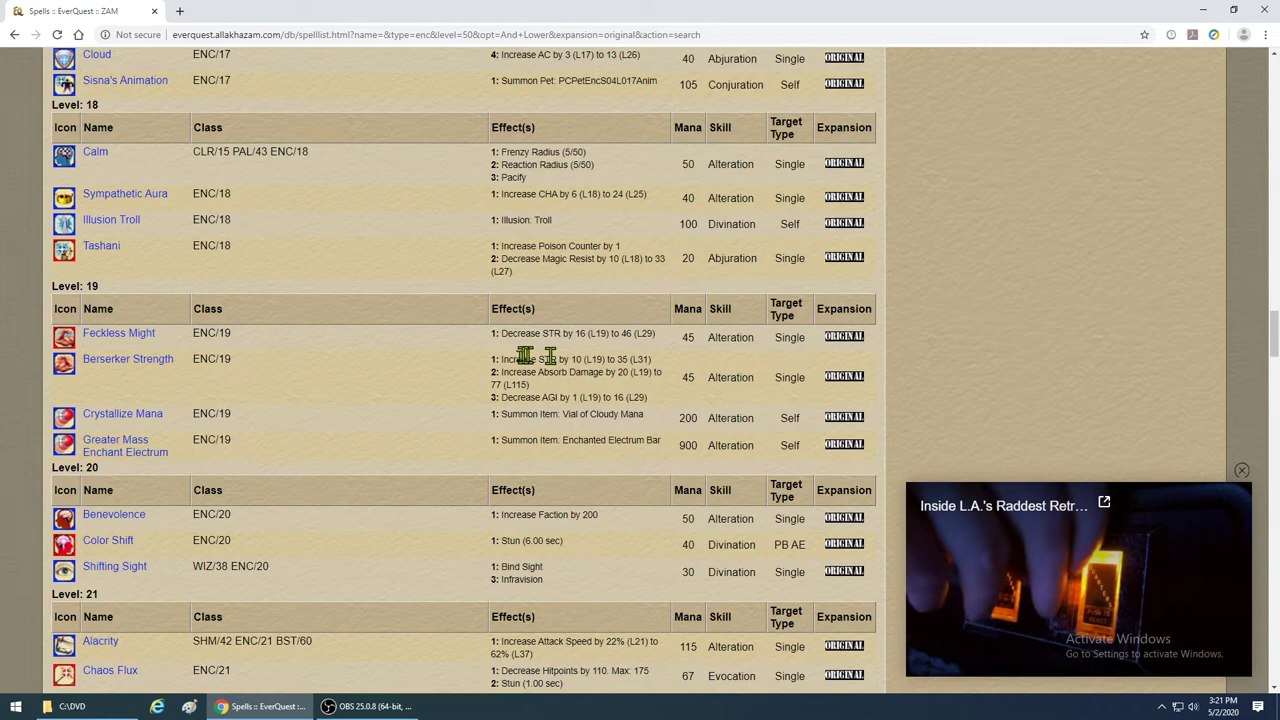 Spells :: EverQuest :: ZAM
Not secure everquest.allakhazam.com/db/spelllist.html?name=&type=enc&level=50&opt=And+Lower&expansion=original&action=search
Cloud ENC/17 4: Increase AC by 3 (L17) to 13 (L26) 40 Abjuration Single ORIGINAL
Sisna's Animation ENC/17 1: Summon Pet: PCPetEncS04L017Anim 105 Conjuration Self ORIGINAL
Level: 18
Icon Name Class Effect(s) Mana Skill Target Type Expansion
Calm CLR/15 PAL/43 ENC/18 1: Frenzy Radius (5/50)
2: Reaction Radius (5/50) 50 Alteration Single ORIGINAL
3: Pacify
Sympathetic Aura ENC/18 1: Increase CHA by 6 (L18) to 24 (L25) 40 Alteration Single ORIGINAL
Illusion Troll ENC/18 1: Illusion: Troll 100 Divination Self ORIGINAL
Tashani ENC/18 1: Increase Poison Counter by 1
2: Decrease Magic Resist by 10 (L18) to 33 20 Abjuration Single ORIGINAL
(L27)
Level: 19
Icon Name Class Effect(s) Mana Skill Target Type Expansion
Feckless Might ENC/19 1: Decrease STR by 16 (L19) to 46 (L29) 45 Alteration Single ORIGINAL
Berserker Strength ENC/19 1: by 10 (L19) to 35 (L31)
2: Increase Absorb Damage by 20 (L19) to 45 Alteration Single ORIGINAL
77 (L115)
3: Decrease AGI by 1 (L19) to 16 (L29)
Crystallize Mana ENC/19 1: Summon Item: Vial of Cloudy Mana 200 Alteration Self ORIGINAL
Greater Mass ENC/19 1: Summon Item: Enchanted Electrum Bar 900 Alteration Self ORIGINAL
Enchant Electrum
Level: 20
Icon Name Class Effect(s) Mana Skill Target Type Expansion
Benevolence ENC/20 1: Increase Faction by 200 50 Alteration Single ORIGINAL
Color Shift ENC/20 1: Stun (6.00 sec) 40 Divination PB AE ORIGINAL
Shifting Sight WIZ/38 ENC/20 1: Bind Sight 30 Divination Single ORIGINAL
3: Infravision
Level: 21
Icon Name Class Effect(s) Mana Skill Target Type Expansion
Alacrity SHM/42 ENC/21 BST/60 1: Increase Attack Speed by 22% (L21) to 115 Alteration Single ORIGINAL
62% (L37)
Chaos Flux ENC/21 1: Decrease Hitpoints by 110. Max: 175 67 Evocation Single ORIGINAL
2: Stun (1.00 sec)
Inside L.A.'s Raddest Retr...
Activate Windows
Go to Settings to activate Windows.
C:\DVD
Spells :: EverQuest ::...
OBS 25.0.8 (64-bit, ...
3:21 PM
5/2/2020